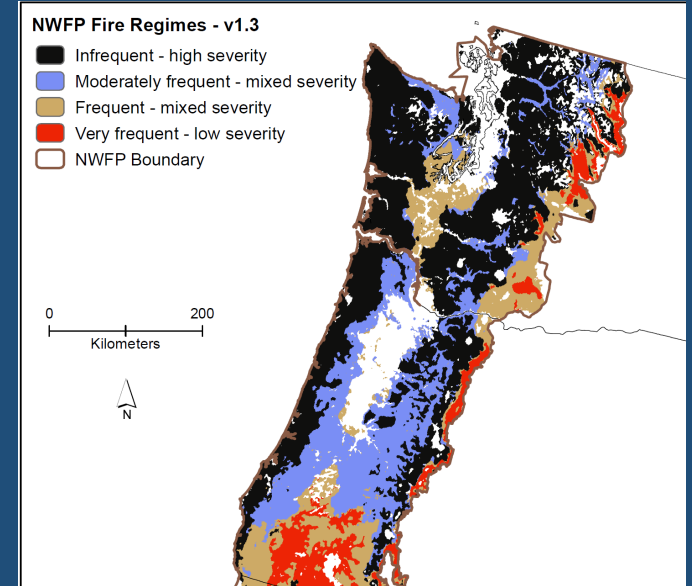 NWFP Fire Regimes - v1.3
Infrequent - high severity
Moderately frequent - mixed severity
Frequent - mixed severity
Very frequent - low severity
NWFP Boundary
0 200
Kilometers
N